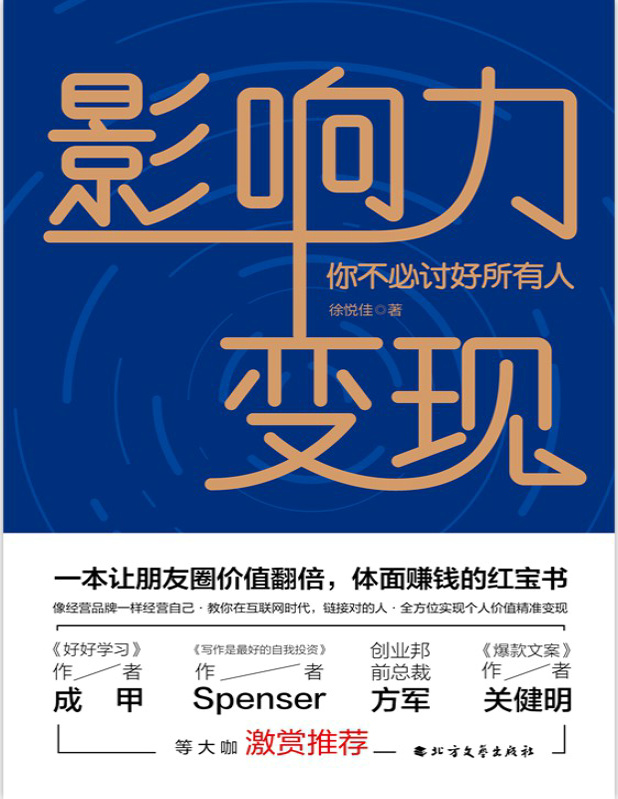 影响力
你不必讨好所有人
徐悦佳◎著
变现
一本让朋友圈价值翻倍，体面赚钱的红宝书
像经营品牌一样经营自己·教你在互联网时代，链接对的人·全方位实现个人价值精准变现
《好好学习》
作／者
成 甲
《写作是最好的自我投资》
作／者
Spenser
创业邦
前总裁
方军
《爆款文案》
作／者
关健明
等大咖 激赏推荐
北方文艺出版社